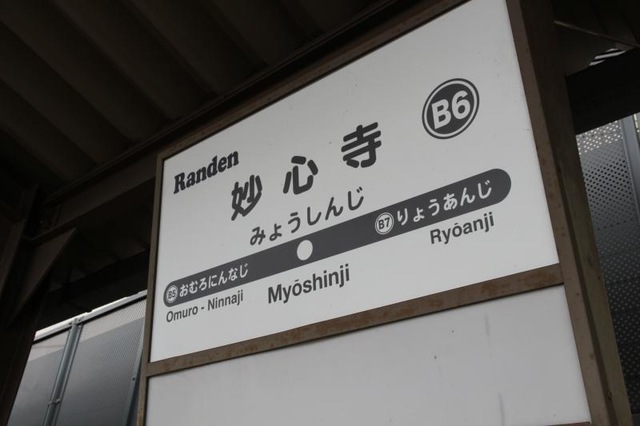 Randen
妙心寺
B6
みょうしんじ
B5 おむろにんなじ
B7 りょうあんじ
Omuro - Ninnaji
Myōshinji
Ryōanji